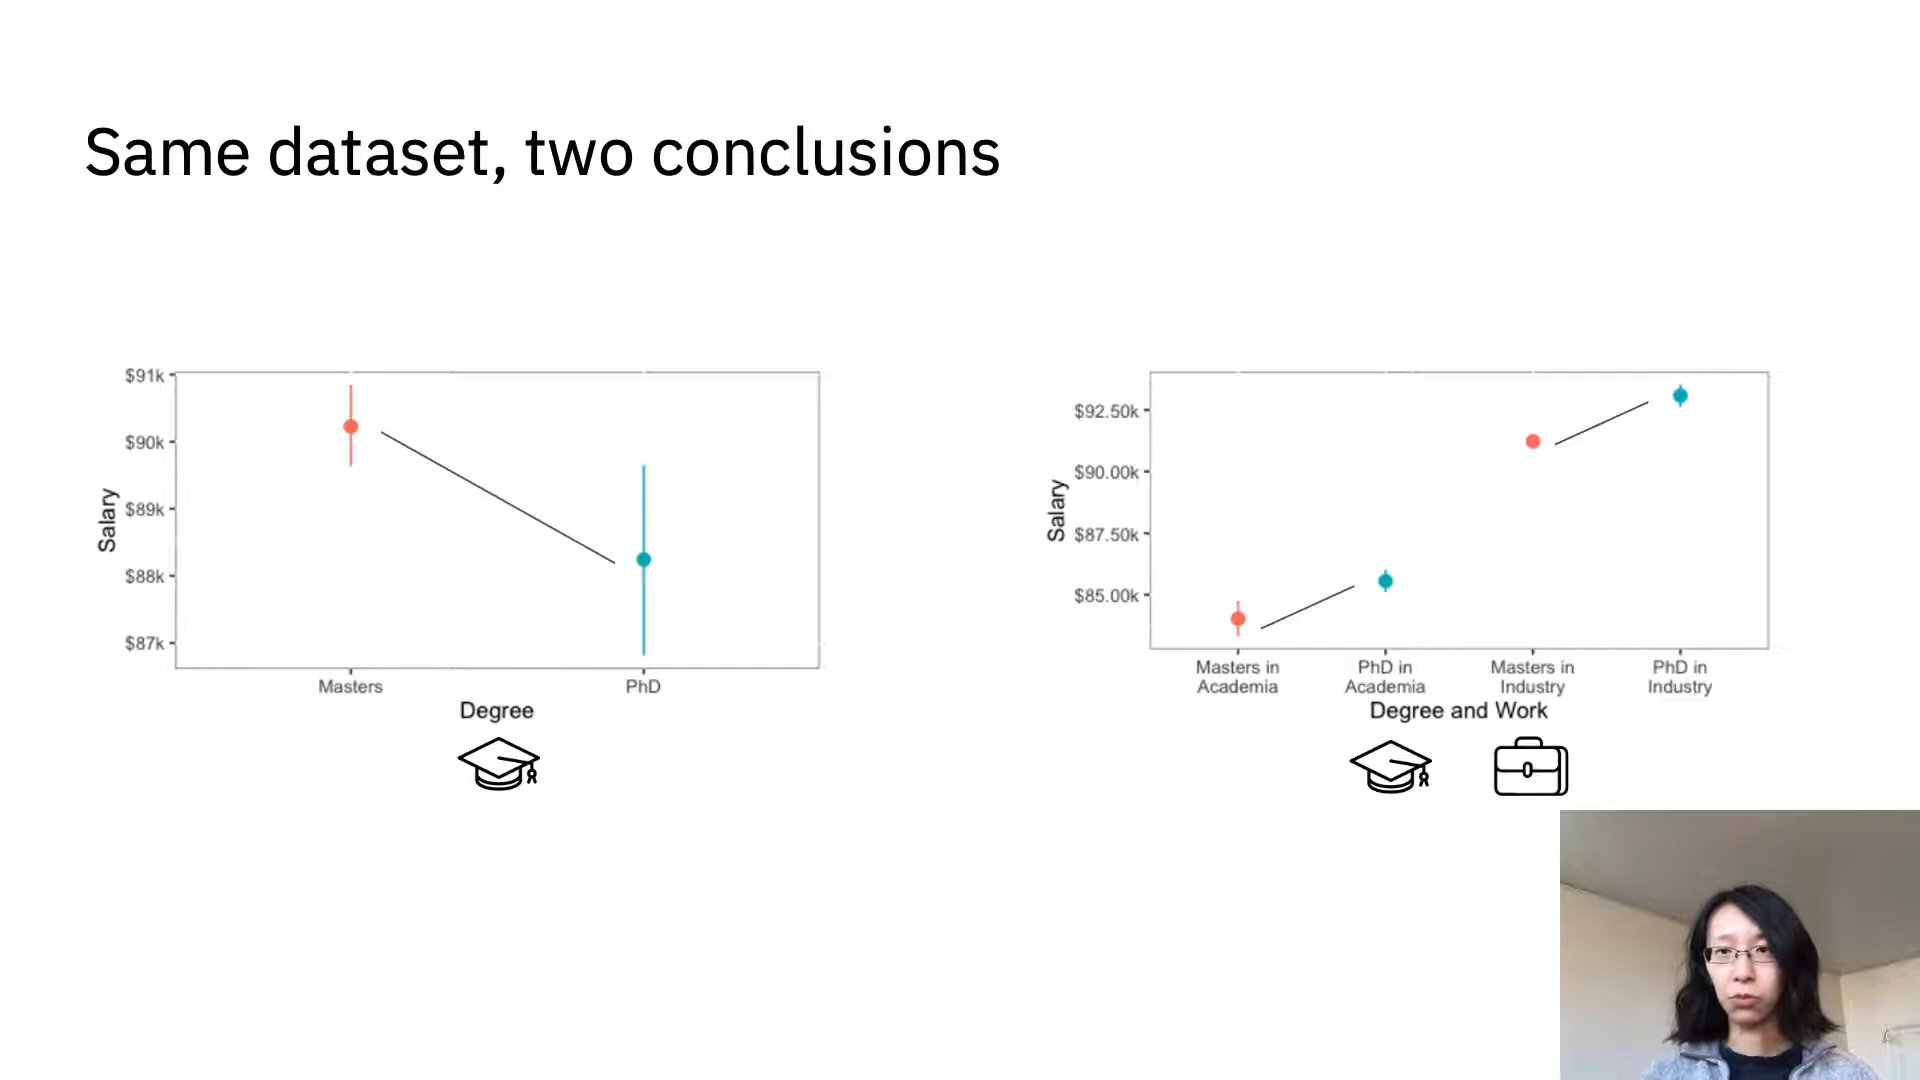 Same dataset, two conclusions
$91k
$90k
$89k
$88k
$87k
Salary
Masters
PhD
Degree
$92.50k
$90.00k
$87.50k
$85.00k
Salary
Masters in
Academia
PhD in
Academia
Masters in
Industry
PhD in
Industry
Degree and Work